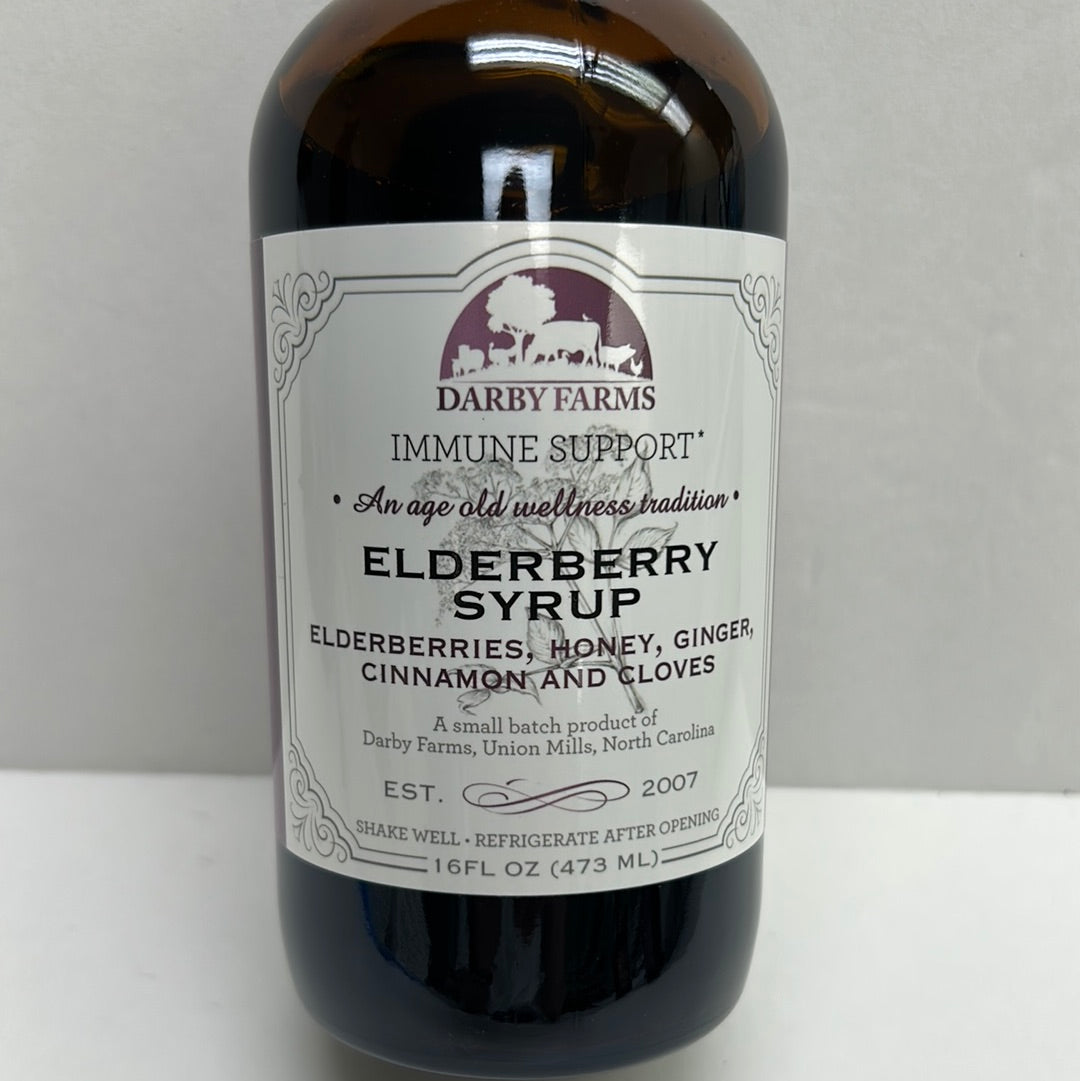 DARBY FARMS
IMMUNE SUPPORT*
• An age old wellness tradition •
ELDERBERRY
SYRUP
ELDERBERRIES, HONEY, GINGER,
CINNAMON AND CLOVES
A small batch product of
Darby Farms, Union Mills, North Carolina
EST. 2007
SHAKE WELL • REFRIGERATE AFTER OPENING
16FL OZ (473 ML)